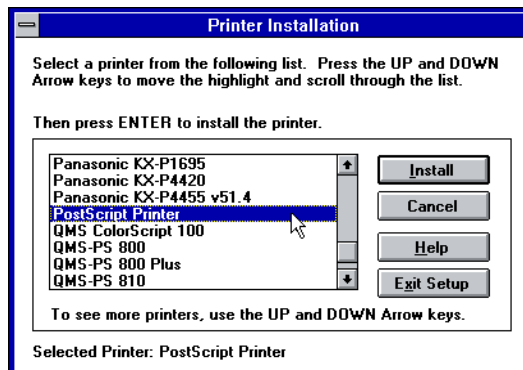 Printer Installation
Select a printer from the following list.  Press the UP and DOWN
Arrow keys to move the highlight and scroll through the list.
Then press ENTER to install the printer.
Panasonic KX-P1695
Panasonic KX-P4420
Panasonic KX-P4455 v51.4
PostScript Printer
QMS ColorScript 100
QMS-PS 800
QMS-PS 800 Plus
QMS-PS 810
Install
Cancel
Help
Exit Setup
To see more printers, use the UP and DOWN Arrow keys.
Selected Printer: PostScript Printer